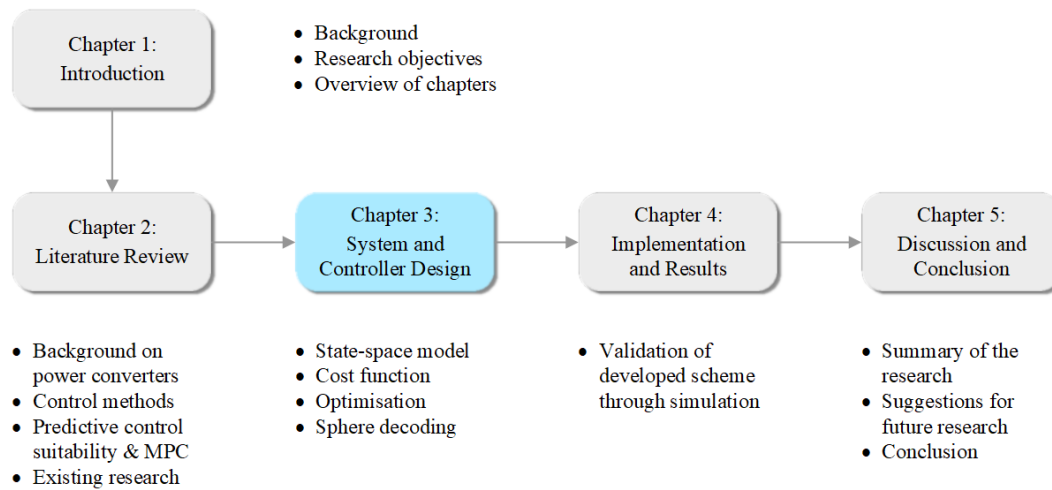 Chapter 1:
Introduction
• Background
• Research objectives
• Overview of chapters
Chapter 2:
Literature Review
Chapter 3:
System and
Controller Design
Chapter 4:
Implementation
and Results
Chapter 5:
Discussion and
Conclusion
• Background on
power converters
• Control methods
• Predictive control
suitability & MPC
• Existing research
• State-space model
• Cost function
• Optimisation
• Sphere decoding
• Validation of
developed scheme
through simulation
• Summary of the
research
• Suggestions for
future research
• Conclusion